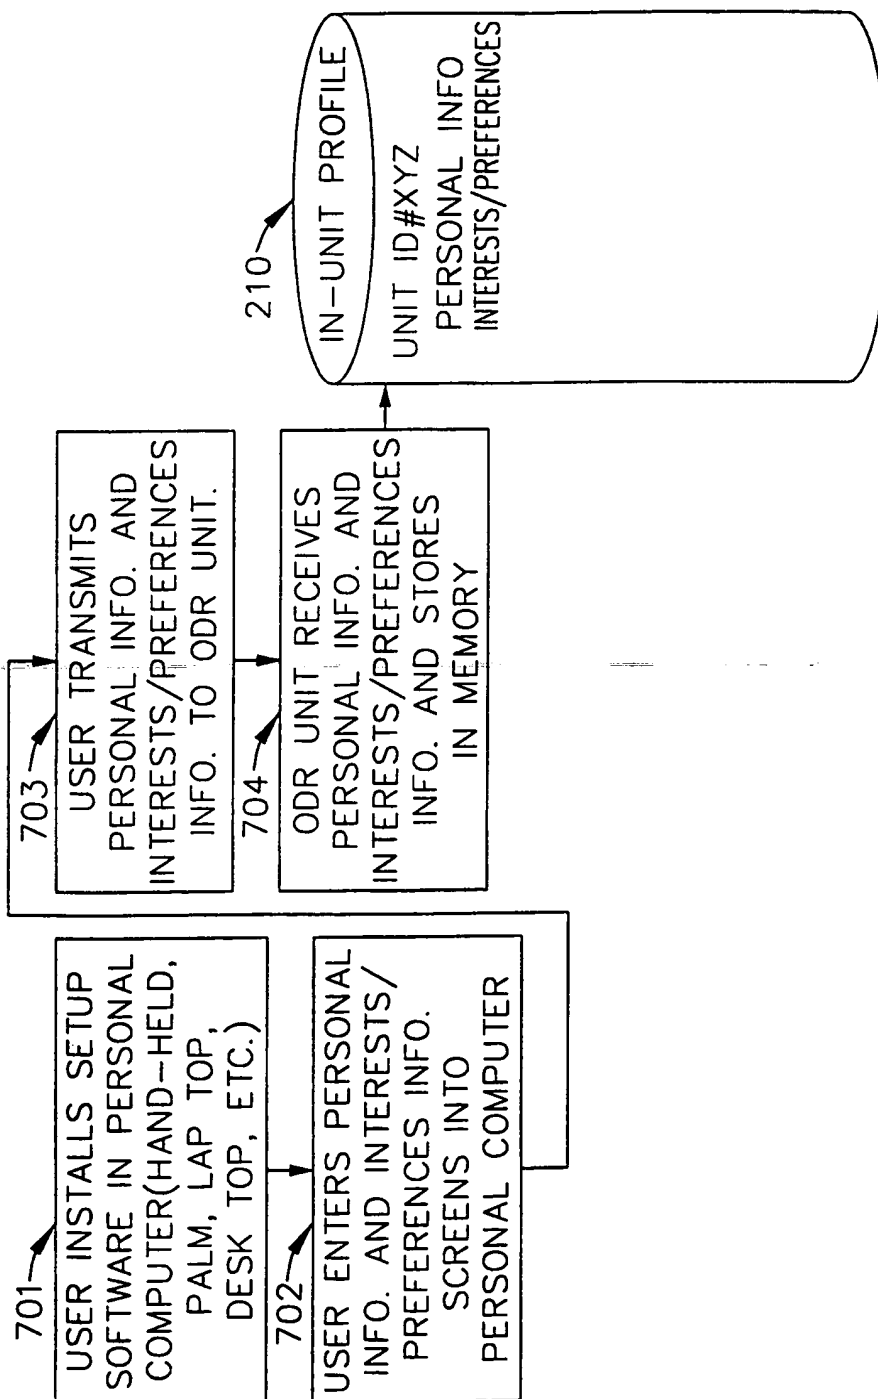 701
USER INSTALLS SETUP
SOFTWARE IN PERSONAL
COMPUTER(HAND-HELD,
PALM, LAP TOP,
DESK TOP, ETC.)
702
USER ENTERS PERSONAL
INFO. AND INTERESTS/
PREFERENCES INFO.
SCREENS INTO
PERSONAL COMPUTER
703
USER TRANSMITS
PERSONAL INFO. AND
INTERESTS/PREFERENCES
INFO. TO ODR UNIT.
704
ODR UNIT RECEIVES
PERSONAL INFO. AND
INTERESTS/PREFERENCES
INFO. AND STORES
IN MEMORY
210
IN-UNIT PROFILE
UNIT ID#XYZ
PERSONAL INFO
INTERESTS/PREFERENCES